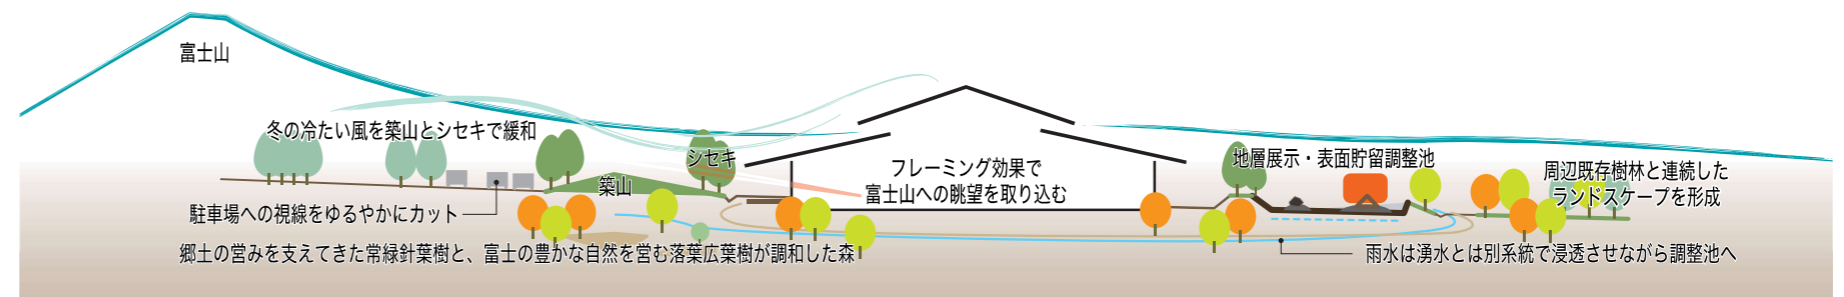 富士山
冬の冷たい風を築山とシセキで緩和
シセキ
築山
フレーミング効果で
富士山への眺望を取り込む
地層展示・表面貯留調整池
周辺既存樹林と連続した
ランドスケープを形成
駐車場への視線をゆるやかにカット
郷土の営みを支えてきた常緑針葉樹と、富士の豊かな自然を営む落葉広葉樹が調和した森
雨水は湧水とは別系統で浸透させながら調整池へ